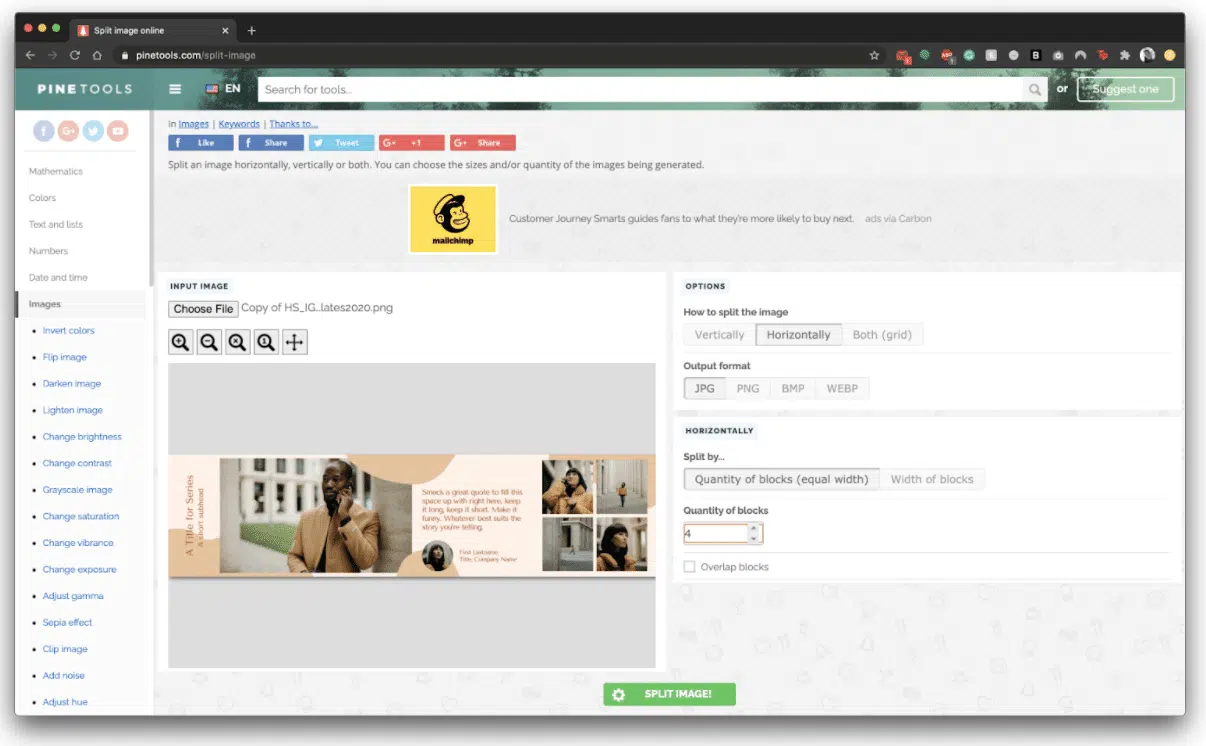 Split image online
pinetools.com/split-image
PINETOOLS
EN
Search for tools...
or
Suggest one
In Images | Keywords | Thanks to...
Like
Share
Tweet
G+ +1
G+ Share
Split an image horizontally, vertically or both. You can choose the sizes and/or quantity of the images being generated.
mailchimp
Customer Journey Smarts guides fans to what they're more likely to buy next. ads via Carbon
Mathematics
Colors
Text and lists
Numbers
Date and time
Images
Invert colors
Flip image
Darken image
Lighten image
Change brightness
Change contrast
Grayscale image
Change saturation
Change vibrance
Change exposure
Adjust gamma
Sepia effect
Clip image
Add noise
Adjust hue
INPUT IMAGE
Choose File Copy of HS_IG..lates2020.png
A Title for Series
A short subhead
Smack a great quote to fill this
space up with right here, keep
it long, keep it short. Make it
funny. Whatever best suits the
story you're telling.
First Lastname,
Title, Company Name
OPTIONS
How to split the image
Vertically Horizontally Both (grid)
Output format
JPG PNG BMP WEBP
HORIZONTALLY
Split by...
Quantity of blocks (equal width) Width of blocks
Quantity of blocks
4
Overlap blocks
SPLIT IMAGE!